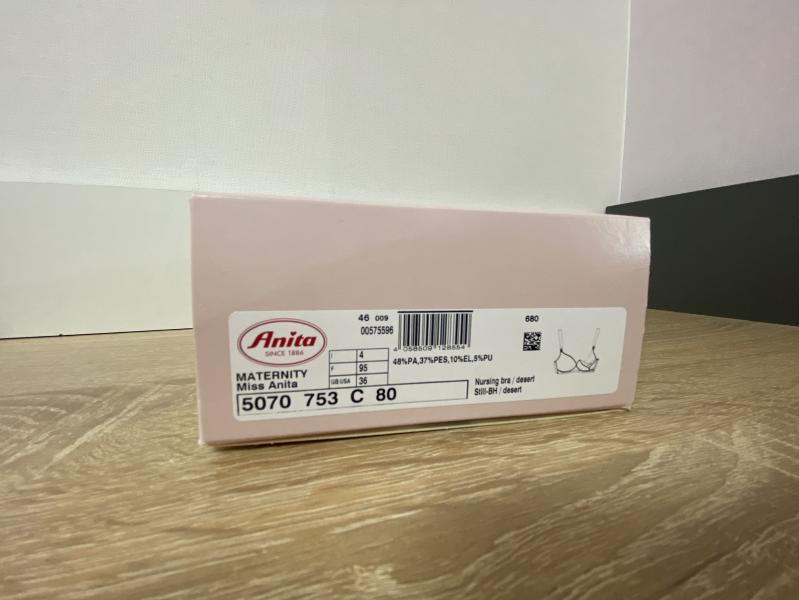 46 009
00575596
4 058509 128554
680
Anita
SINCE 1886
I 4
F 95
GB USA 36
48%PA,37%PES,10%EL,5%PU
MATERNITY
Miss Anita
5070 753 C 80
Nursing bra / desert
Still-BH / desert